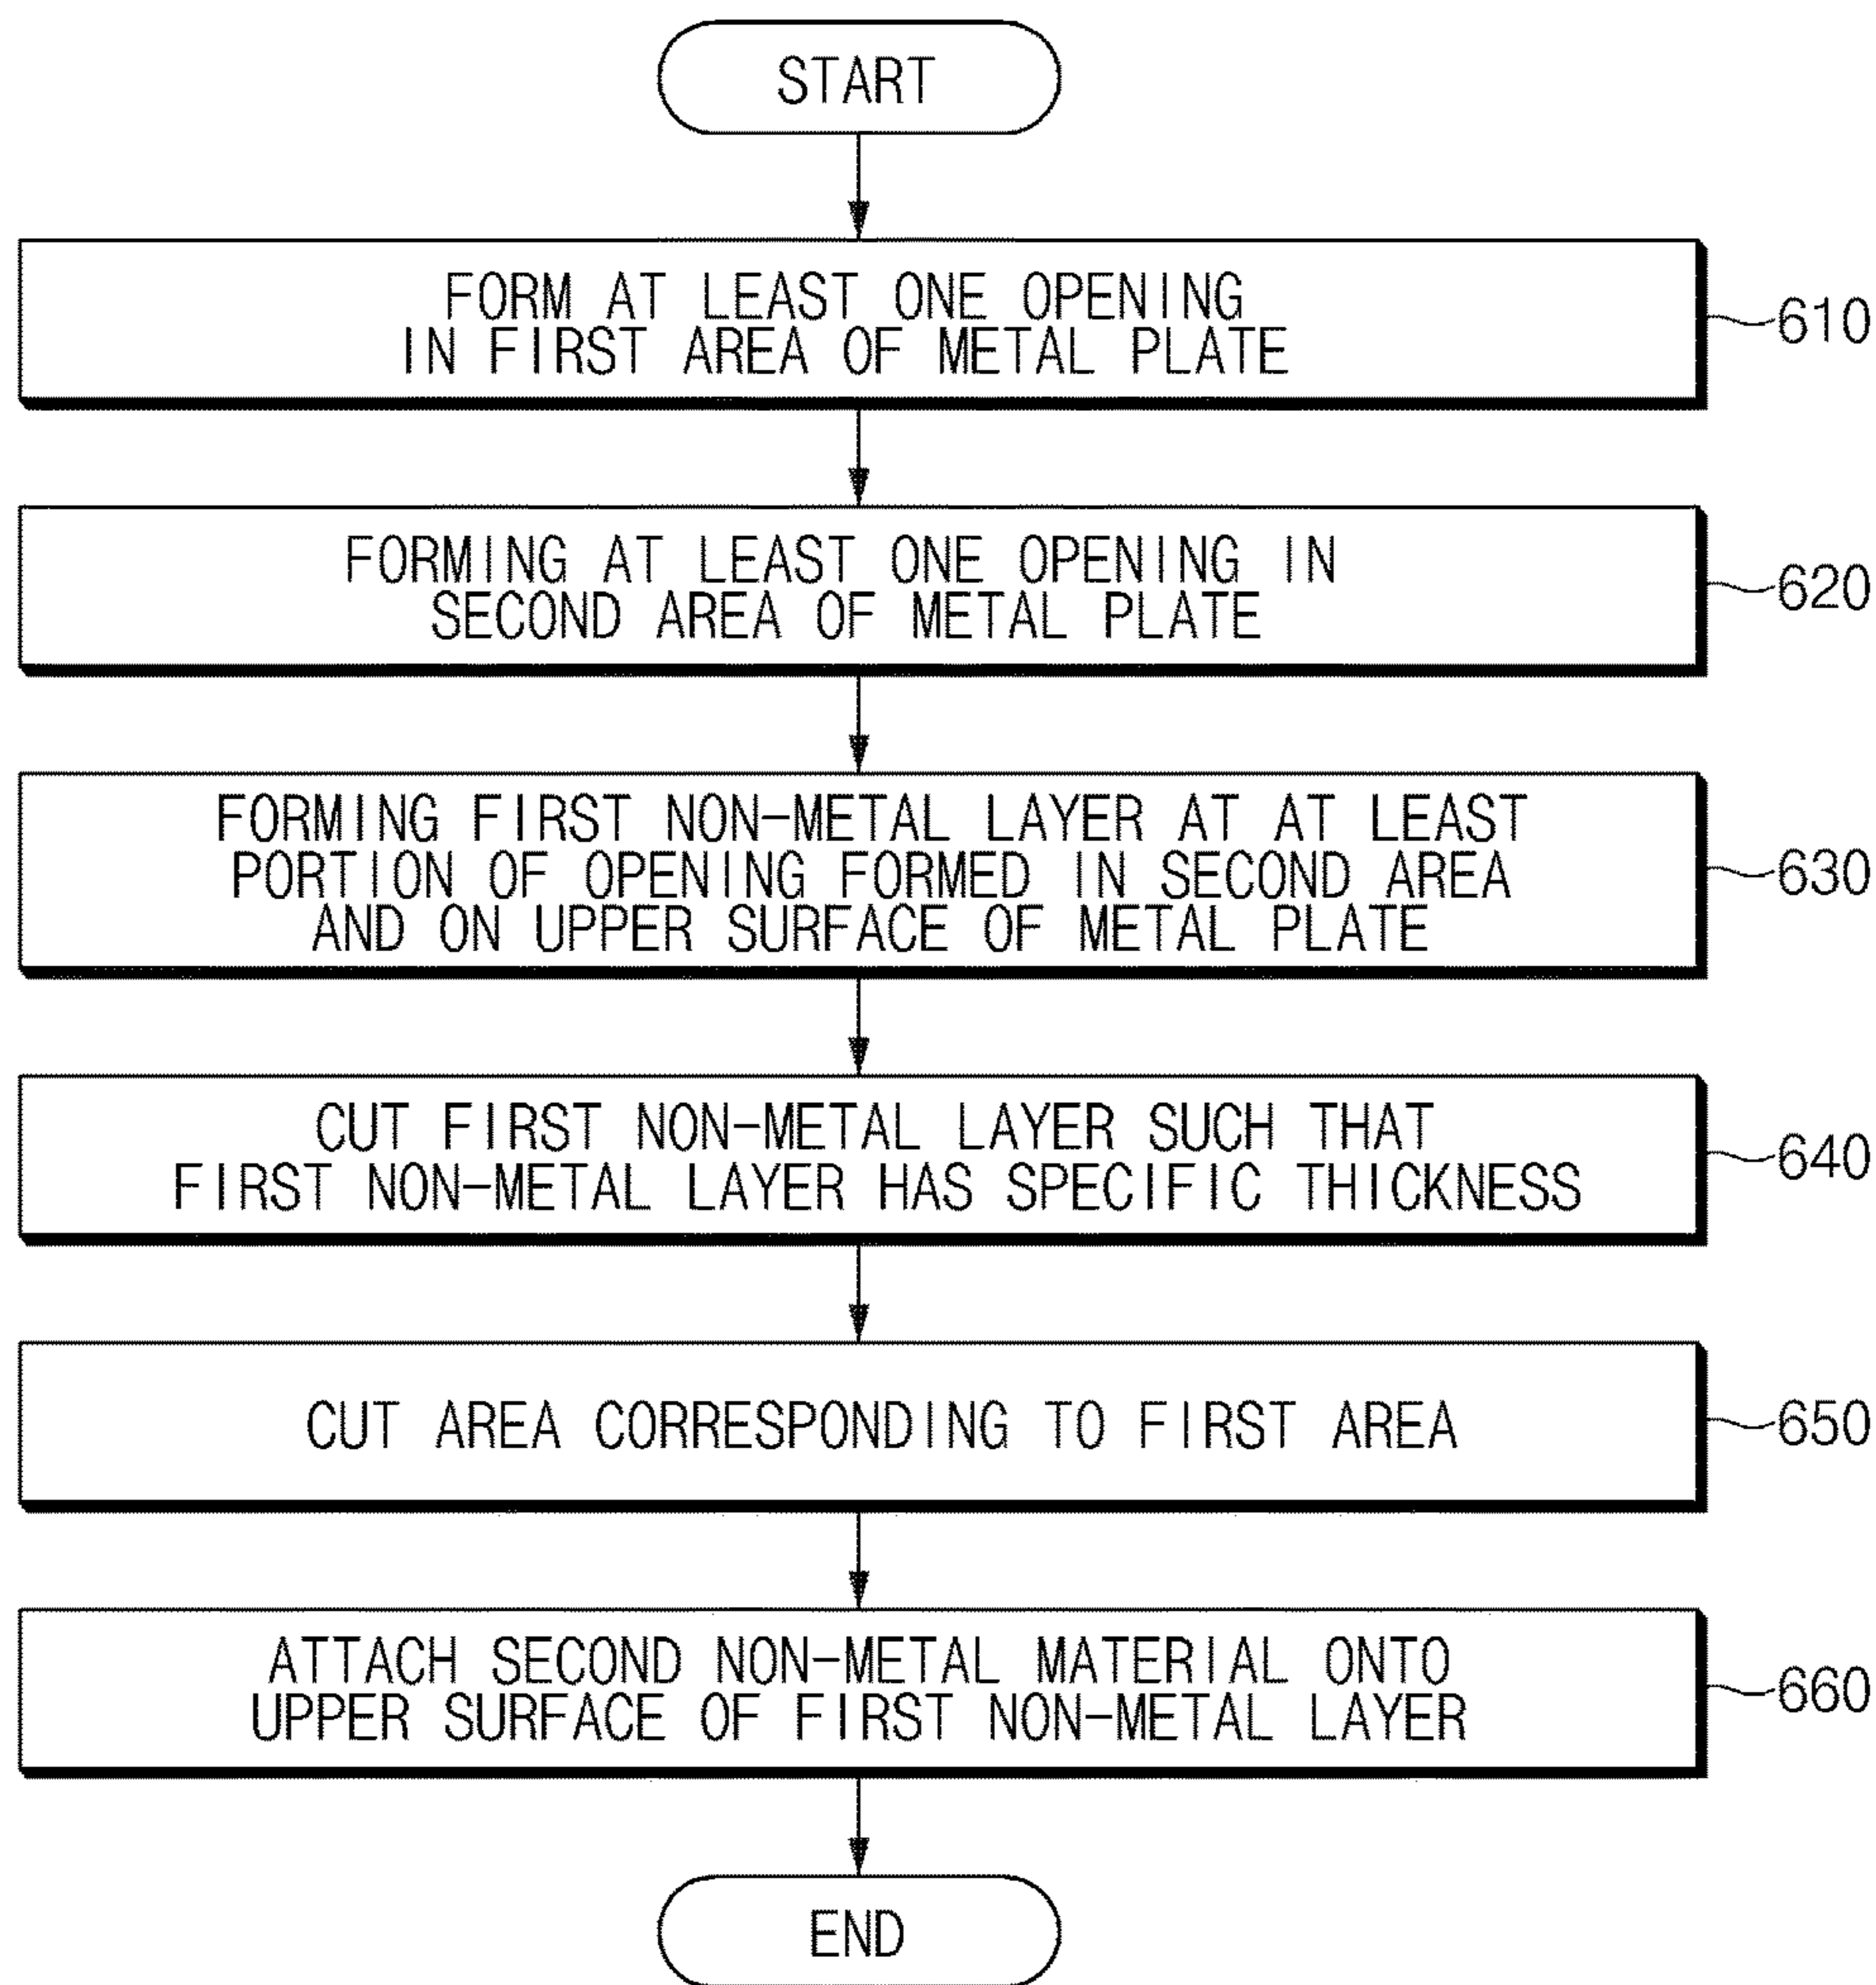 START
FORM AT LEAST ONE OPENING
IN FIRST AREA OF METAL PLATE
610
FORMING AT LEAST ONE OPENING IN
SECOND AREA OF METAL PLATE
620
FORMING FIRST NON-METAL LAYER AT AT LEAST
PORTION OF OPENING FORMED IN SECOND AREA
AND ON UPPER SURFACE OF METAL PLATE
630
CUT FIRST NON-METAL LAYER SUCH THAT
FIRST NON-METAL LAYER HAS SPECIFIC THICKNESS
640
CUT AREA CORRESPONDING TO FIRST AREA
650
ATTACH SECOND NON-METAL MATERIAL ONTO
UPPER SURFACE OF FIRST NON-METAL LAYER
660
END